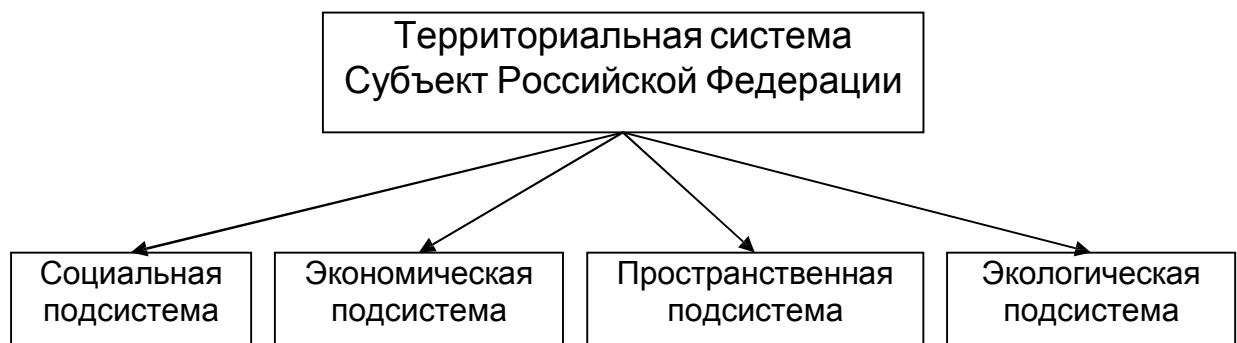 Территориальная система
Субъект Российской Федерации
Социальная
подсистема
Экономическая
подсистема
Пространственная
подсистема
Экологическая
подсистема